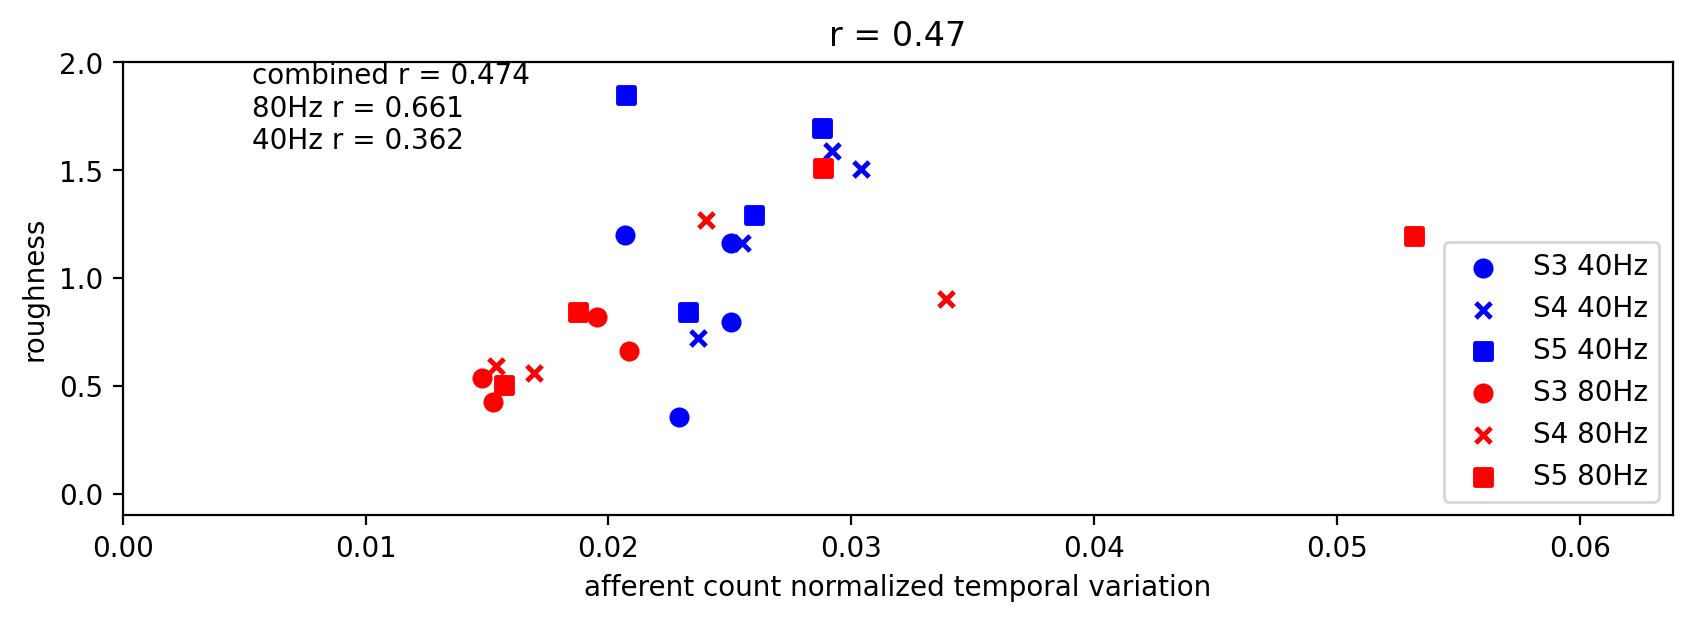 r = 0.47
combined r = 0.474
80Hz r = 0.661
40Hz r = 0.362
2.0
1.5
1.0
0.5
0.0
roughness
S3 40Hz
S4 40Hz
S5 40Hz
S3 80Hz
S4 80Hz
S5 80Hz
0.00 0.01 0.02 0.03 0.04 0.05 0.06
afferent count normalized temporal variation